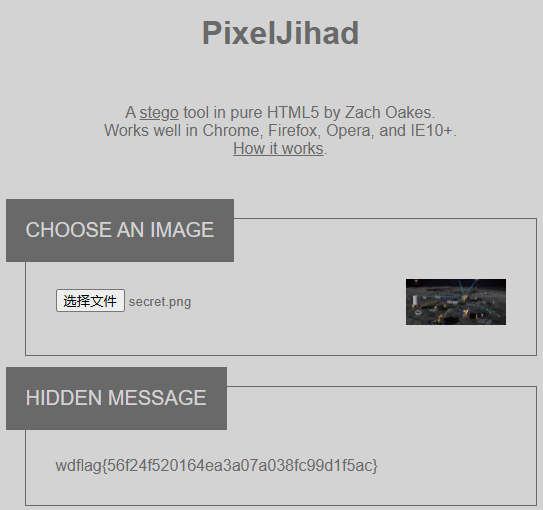 PixelJihad
A stego tool in pure HTML5 by Zach Oakes.
Works well in Chrome, Firefox, Opera, and IE10+.
How it works.
CHOOSE AN IMAGE
选择文件 secret.png
HIDDEN MESSAGE
wdflag{56f24f520164ea3a07a038fc99d1f5ac}